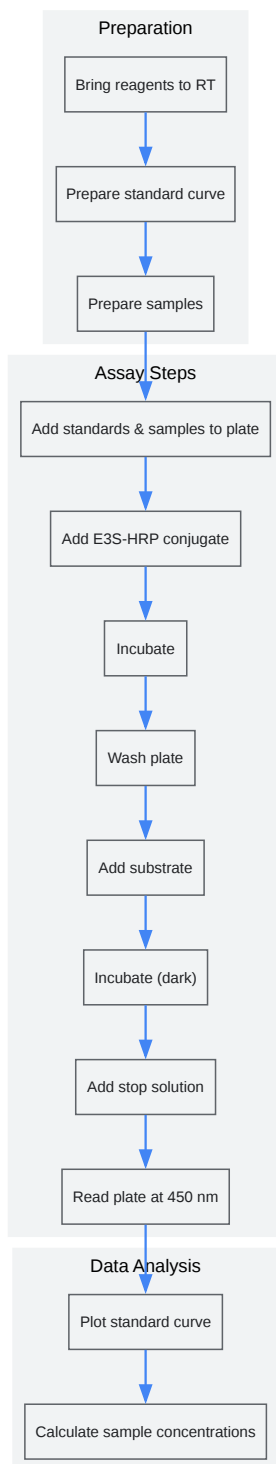 Preparation
Bring reagents to RT
Prepare standard curve
Prepare samples
Assay Steps
Add standards & samples to plate
Add E3S-HRP conjugate
Incubate
Wash plate
Add substrate
Incubate (dark)
Add stop solution
Read plate at 450 nm
Data Analysis
Plot standard curve
Calculate sample concentrations